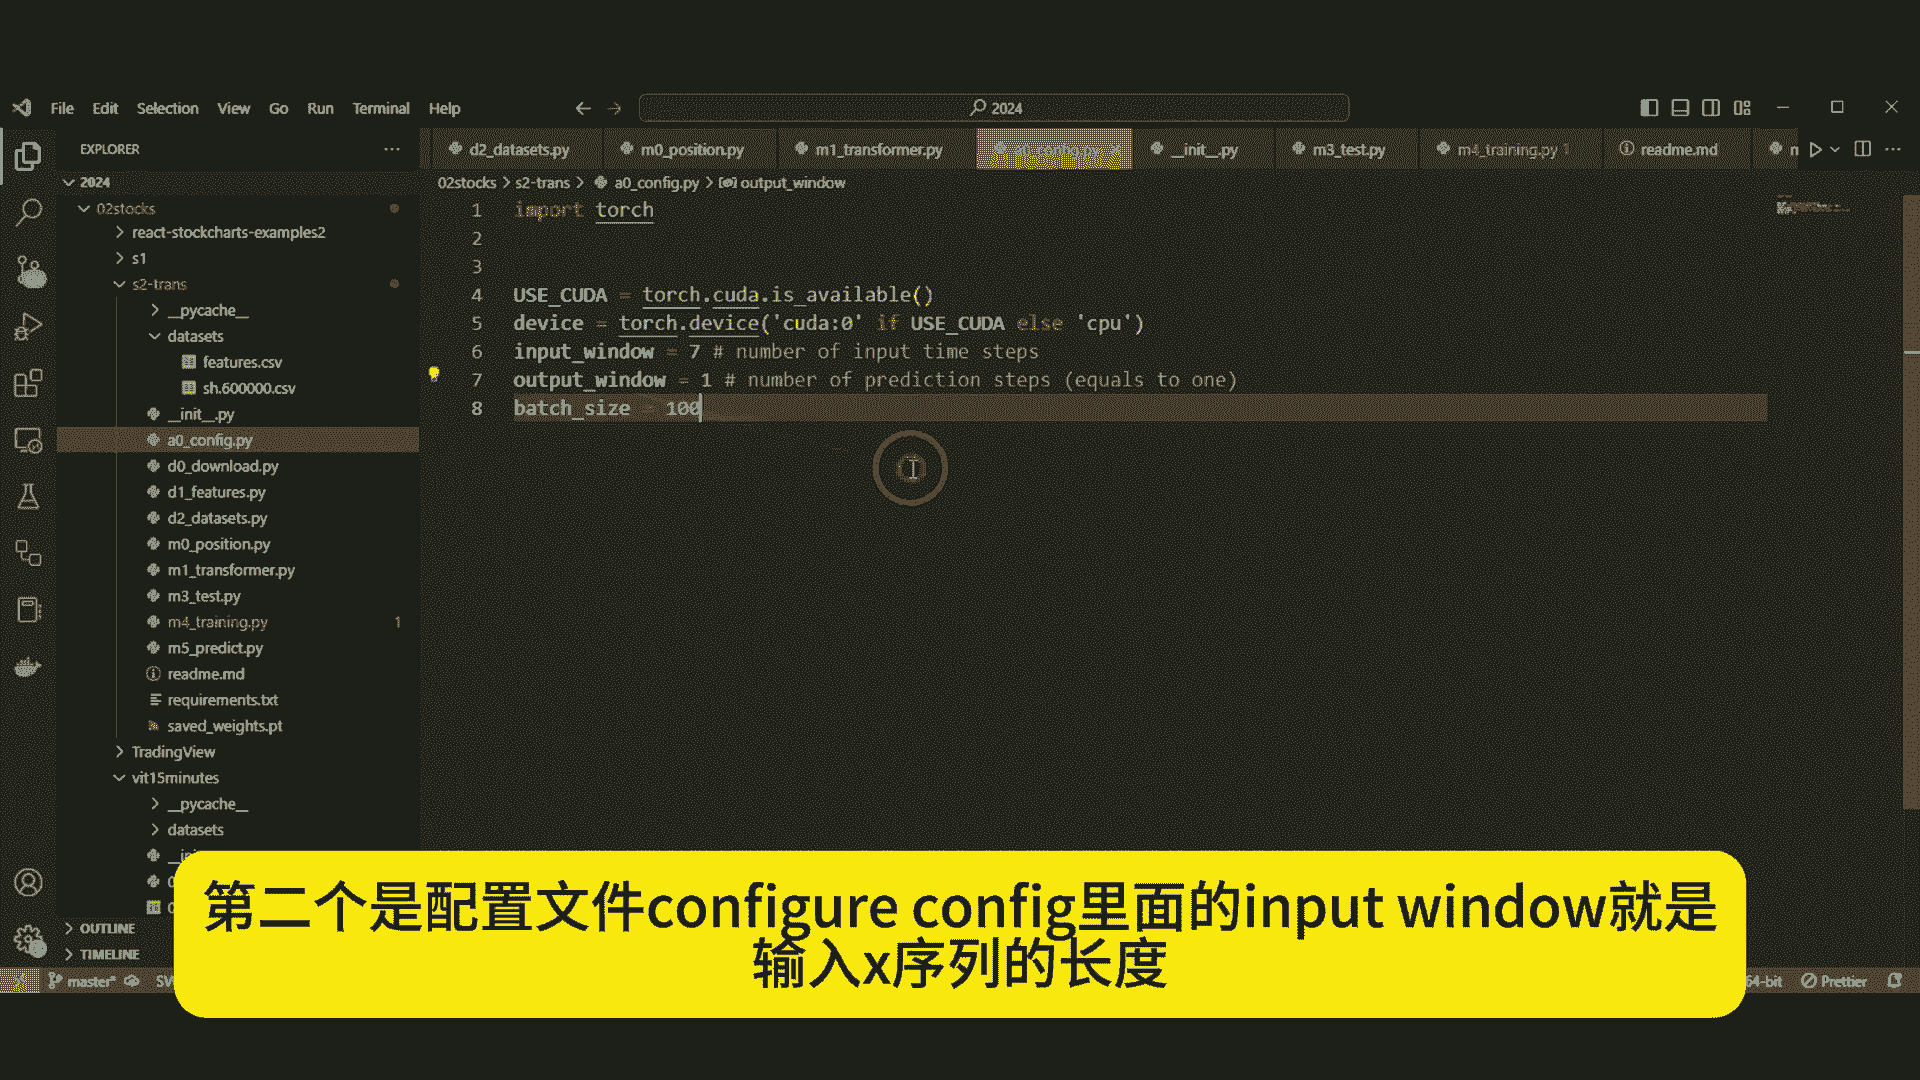 File Edit Selection View Go Run Terminal Help
2024
EXPLORER
d2_datasets.py
m0_position.py
m1_transformer.py
a0_config.py
__init__.py
m3_test.py
m4_training.py 1
readme.md
2024
02stocks > s2-trans > a0_config.py > output_window
02stocks
react-stockcharts-examples2
s1
s2-trans
__pycache__
datasets
features.csv
sh.600000.csv
__init__.py
a0_config.py
d0_download.py
d1_features.py
d2_datasets.py
m0_position.py
m1_transformer.py
m3_test.py
m4_training.py 1
m5_predict.py
readme.md
requirements.txt
saved_weights.pt
TradingView
vit15minutes
__pycache__
datasets
OUTLINE
TIMELINE
1 import torch
2
3
4 USE_CUDA = torch.cuda.is_available()
5 device = torch.device('cuda:0' if USE_CUDA else 'cpu')
6 input_window = 7 # number of input time steps
7 output_window = 1 # number of prediction steps (equals to one)
8 batch_size = 100
第二个是配置文件configure config里面的input window就是
输入x序列的长度
master*
64-bit
Prettier